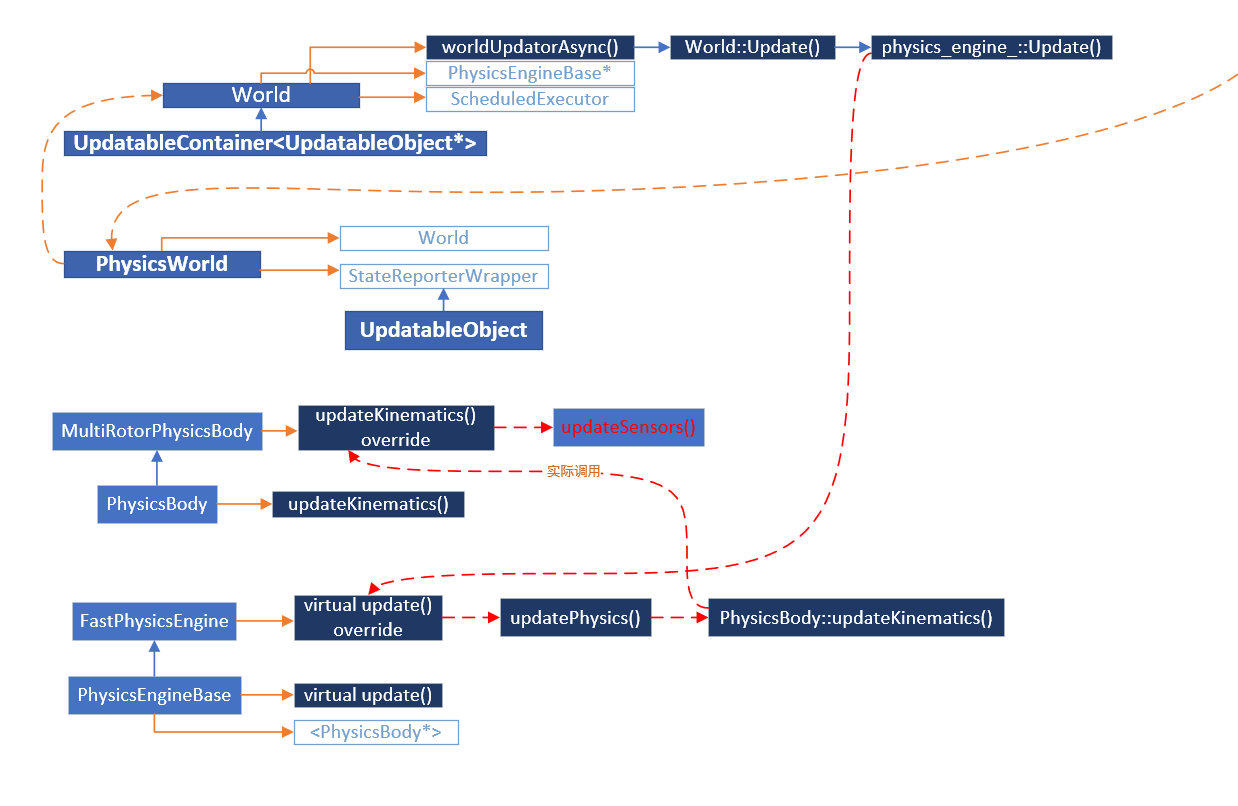 worldUpdatorAsync()
World::Update()
physics_engine_::Update()
PhysicsEngineBase*
World
ScheduledExecutor
UpdatableContainer<UpdatableObject*>
World
PhysicsWorld
StateReporterWrapper
UpdatableObject
MultiRotorPhysicsBody
updateKinematics()
override
updateSensors()
实际调用
PhysicsBody
updateKinematics()
FastPhysicsEngine
virtual update()
override
updatePhysics()
PhysicsBody::updateKinematics()
PhysicsEngineBase
virtual update()
<PhysicsBody*>